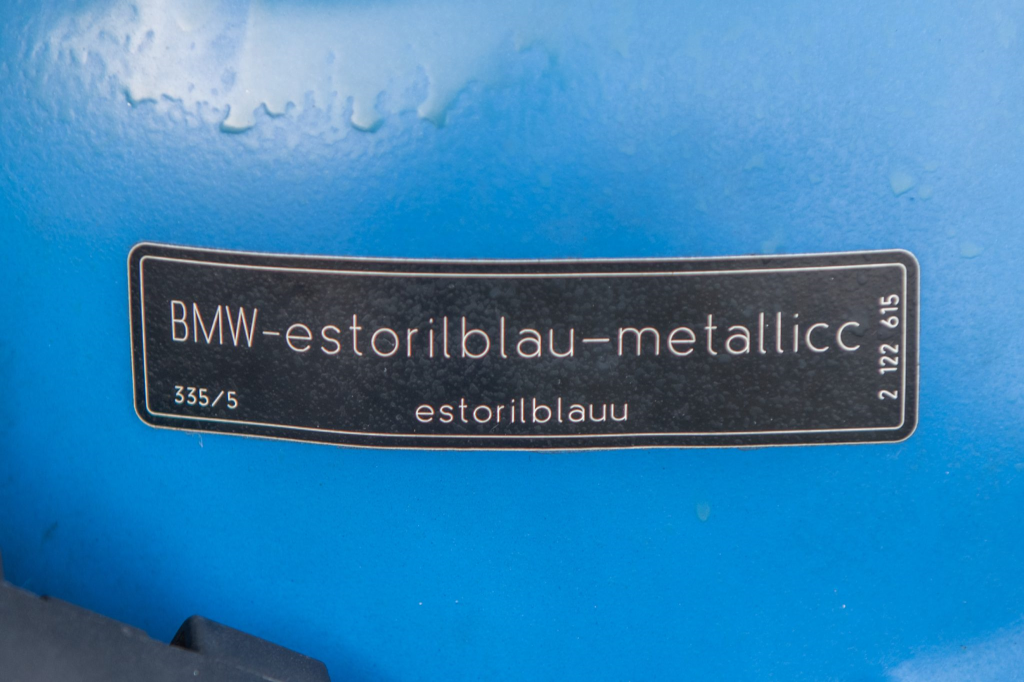 BMW-estorilblau-metallicc
335/5
estorilblauu
2 122 615